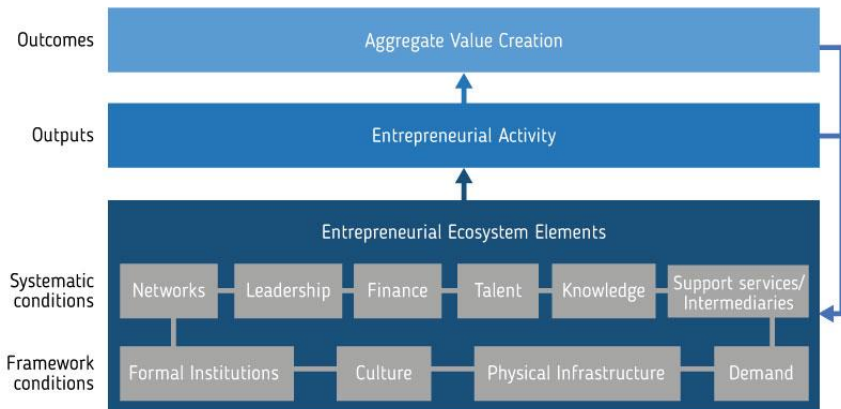 Outcomes
Aggregate Value Creation
Outputs
Entrepreneurial Activity
Entrepreneurial Ecosystem Elements
Systematic
conditions
Networks
Leadership
Finance
Talent
Knowledge
Support services/
Intermediaries
Framework
conditions
Formal Institutions
Culture
Physical Infrastructure
Demand